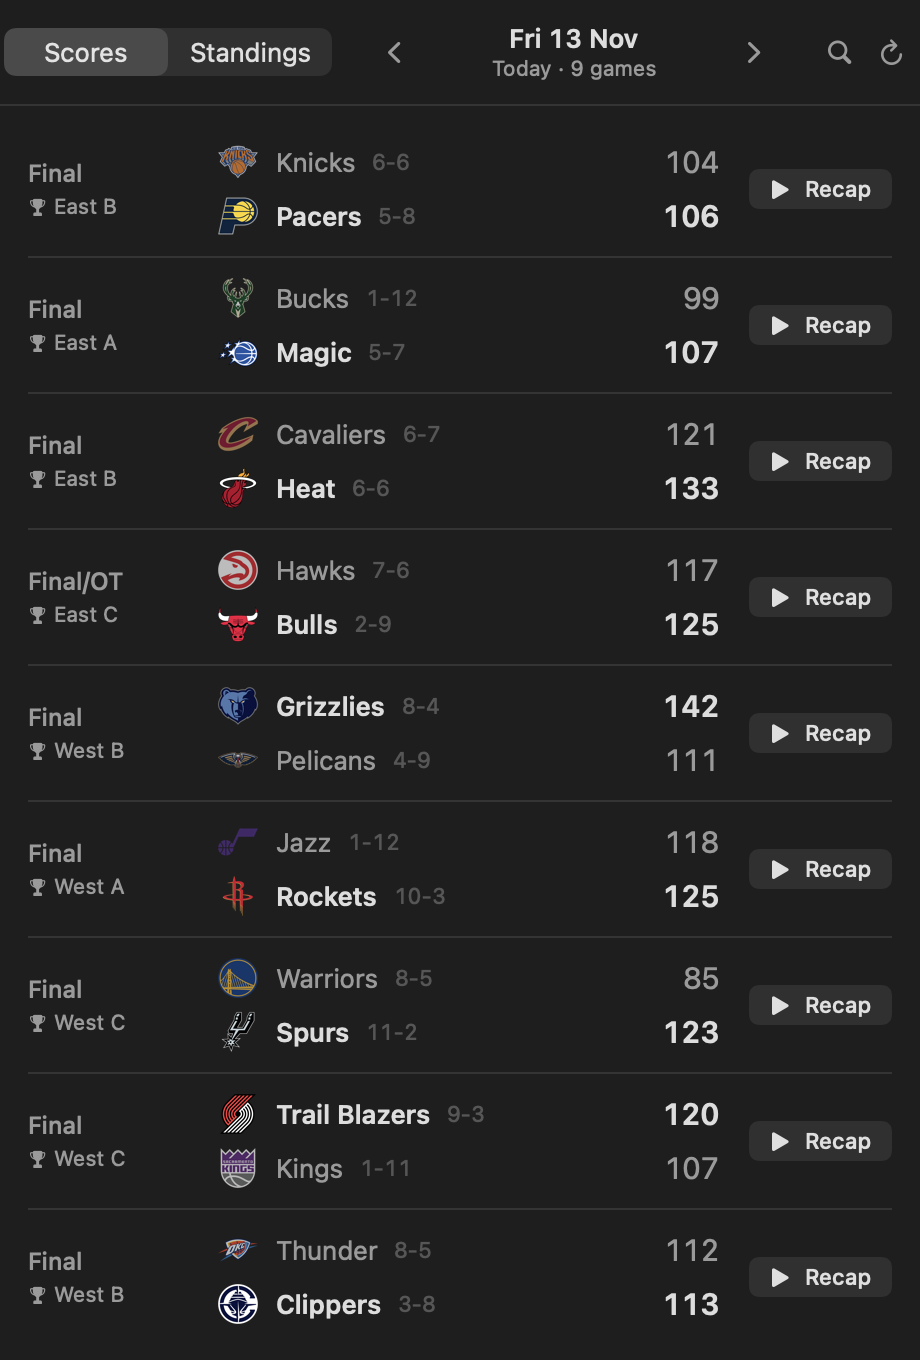 Scores Standings Fri 13 Nov
Today · 9 games
Final Knicks 6-6 104
East B Pacers 5-8 106 Recap
Final Bucks 1-12 99
East A Magic 5-7 107 Recap
Final Cavaliers 6-7 121
East B Heat 6-6 133 Recap
Final/OT Hawks 7-6 117
East C Bulls 2-9 125 Recap
Final Grizzlies 8-4 142
West B Pelicans 4-9 111 Recap
Final Jazz 1-12 118
West A Rockets 10-3 125 Recap
Final Warriors 8-5 85
West C Spurs 11-2 123 Recap
Final Trail Blazers 9-3 120
West C Kings 1-11 107 Recap
Final Thunder 8-5 112
West B Clippers 3-8 113 Recap